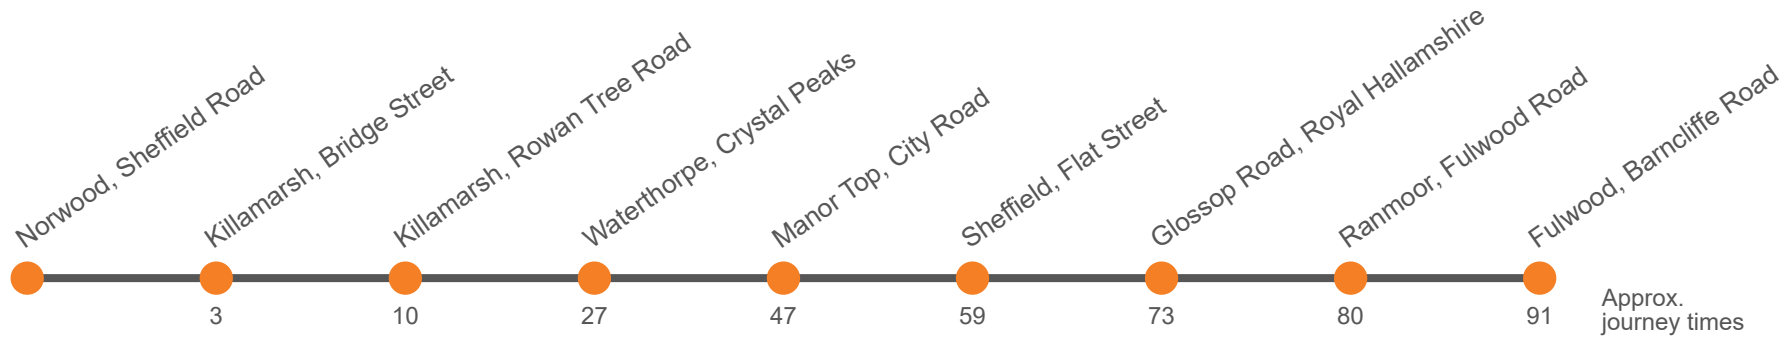 Norwood, Sheffield Road
Killamarsh, Bridge Street
Killamarsh, Rowan Tree Road
Waterthorpe, Crystal Peaks
Manor Top, City Road
Sheffield, Flat Street
Glossop Road, Royal Hallamshire
Ranmoor, Fulwood Road
Fulwood, Barncliffe Road
3
10
27
47
59
73
80
91
Approx.
journey times